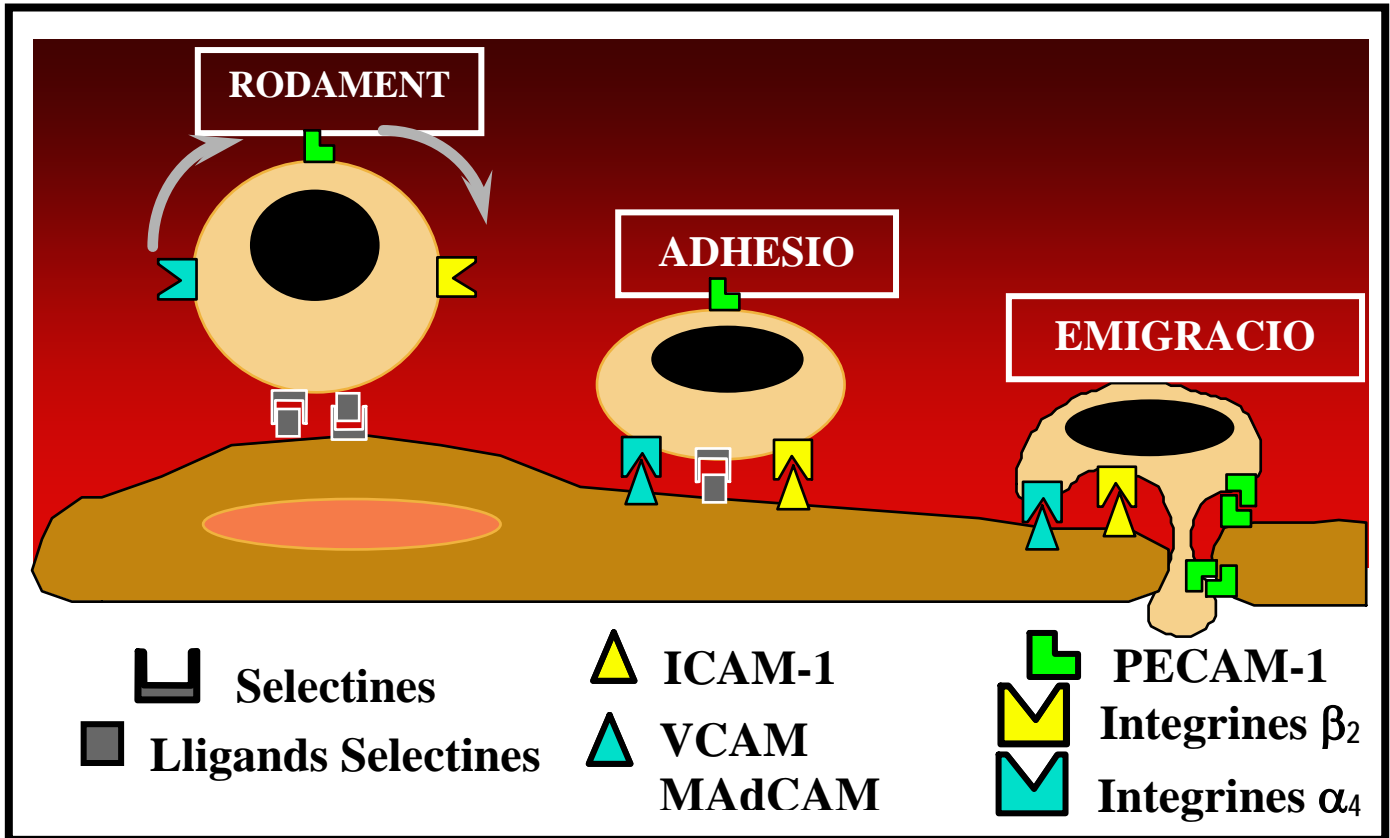 RODAMENT
ADHESIO
EMIGRACIO
Selectines
Lligands Selectines
ICAM-1
VCAM
MAdCAM
PECAM-1
Integrines β₂
Integrines α₄